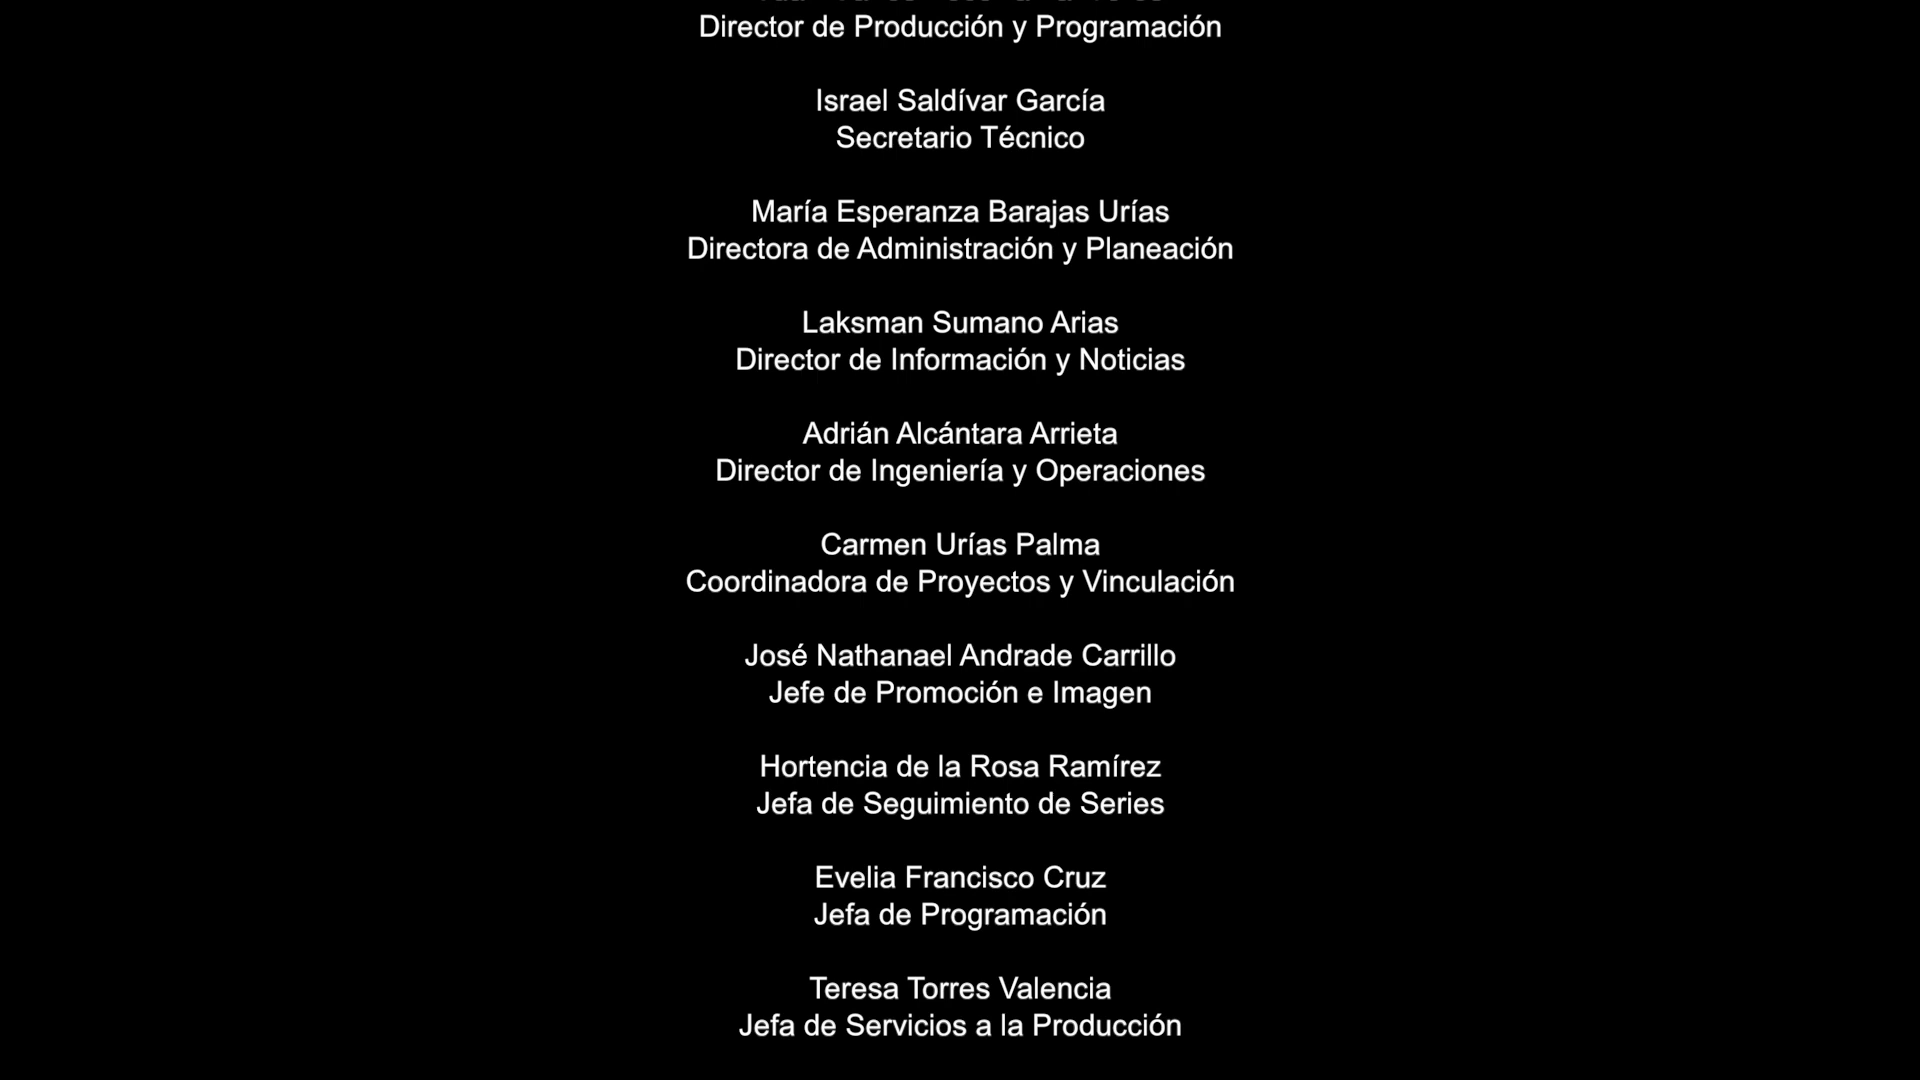 Director de Producción y Programación
Israel Saldívar García
Secretario Técnico
María Esperanza Barajas Urías
Directora de Administración y Planeación
Laksman Sumano Arias
Director de Información y Noticias
Adrián Alcántara Arrieta
Director de Ingeniería y Operaciones
Carmen Urías Palma
Coordinadora de Proyectos y Vinculación
José Nathanael Andrade Carrillo
Jefe de Promoción e Imagen
Hortencia de la Rosa Ramírez
Jefa de Seguimiento de Series
Evelia Francisco Cruz
Jefa de Programación
Teresa Torres Valencia
Jefa de Servicios a la Producción